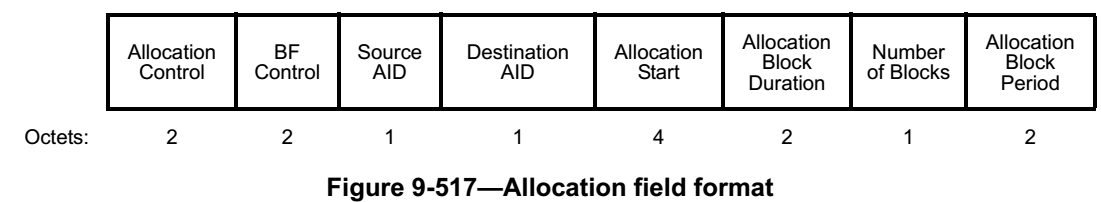 Allocation Control
BF Control
Source AID
Destination AID
Allocation Start
Allocation Block Duration
Number of Blocks
Allocation Block Period
Octets: 2 2 1 1 4 2 1 2
Figure 9-517—Allocation field format